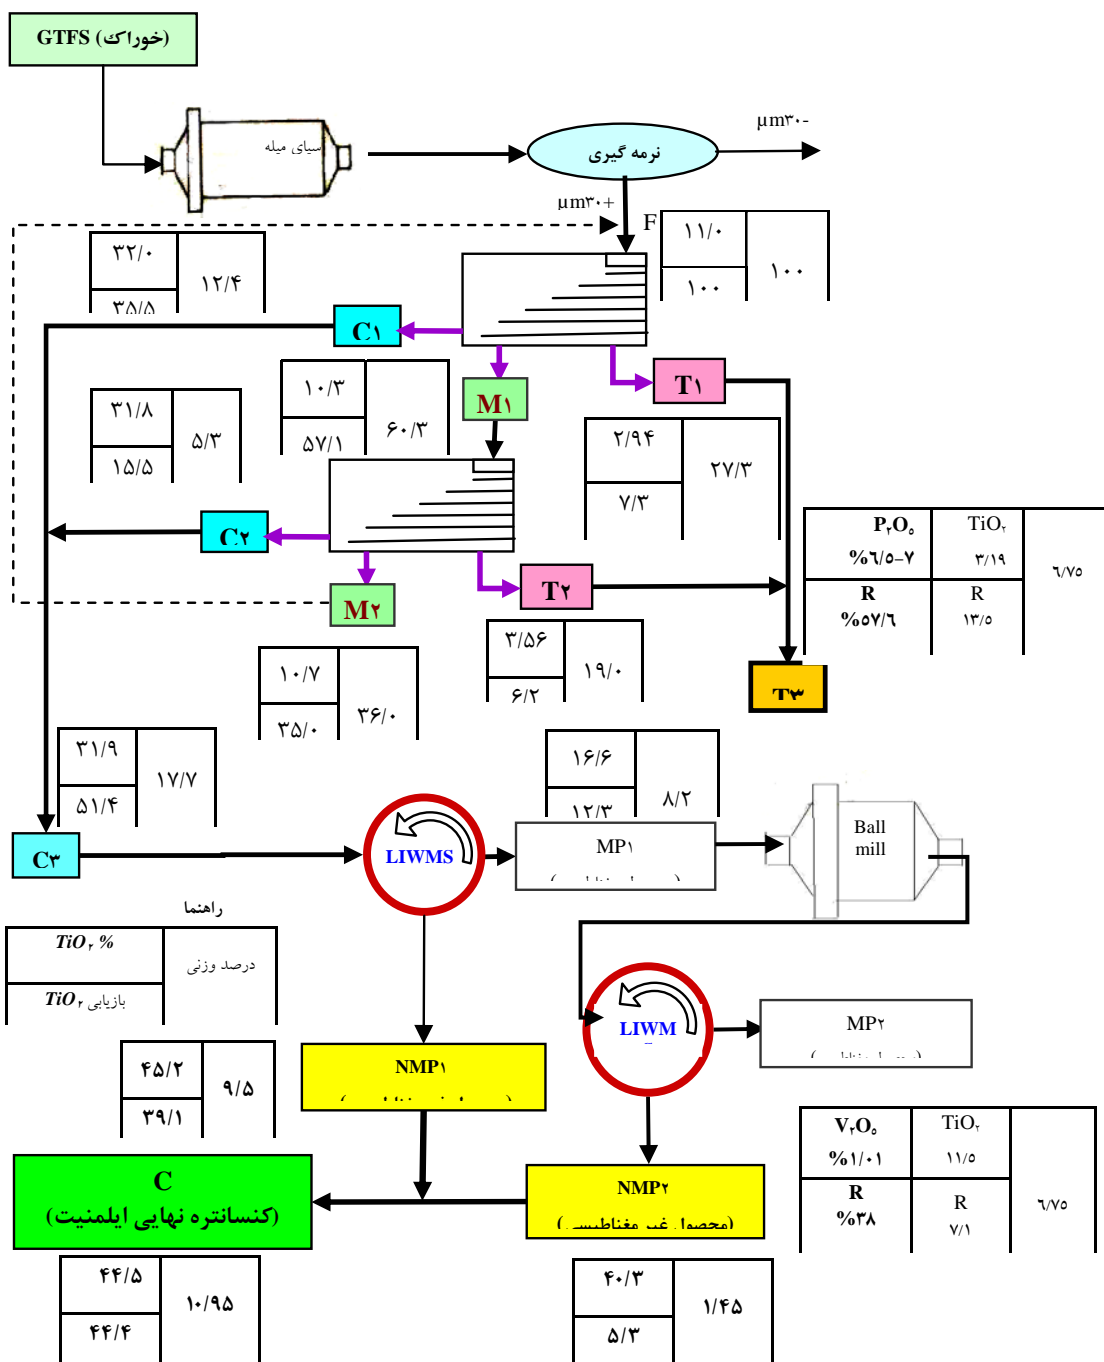 GTFS (خوراک)
سیای میله
نرمه گیری
µm۳۰-
µm۳۰+
F
۱۱/۰
۱۰۰
۱۰۰
۳۲/۰
۱۲/۴
۳۵/۵
C۱
۱۰/۳
۶۰/۳
۵۷/۱
M۱
T۱
۳۱/۸
۵/۳
۱۵/۵
۲/۹۴
۲۷/۳
۷/۳
C۲
M۲
T۲
P۲O۵
%۶/۵-۷
TiO۲
۳/۱۹
۶/۷۵
R
%۵۷/۶
R
۱۳/۵
۳/۵۶
۱۹/۰
۶/۲
T۳
۱۰/۷
۳۶/۰
۳۵/۰
۳۱/۹
۱۷/۷
۵۱/۴
۱۶/۶
۸/۲
۱۲/۳
C۳
LIWMS
MP۱
Ball
mill
راهنما
TiO۲ %
درصد وزنی
بازیابی TiO۲
LIWM
MP۲
۴۵/۲
۹/۵
۳۹/۱
NMP۱
V۲O۵
%۱/۰۱
TiO۲
۱۱/۵
۶/۷۵
R
%۳۸
R
۷/۱
C
(کنسانتره نهایی ایلمنیت)
NMP۲
(محصول غیر مغناطیسی)
۴۴/۵
۱۰/۹۵
۴۴/۴
۴۰/۳
۱/۴۵
۵/۳